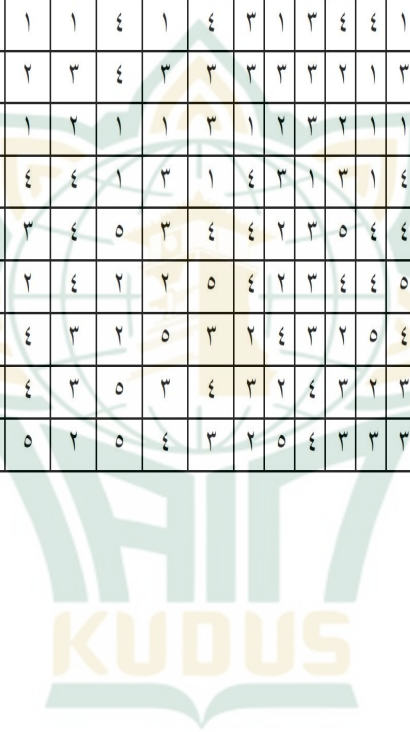 ١ ١ ٤ ١ ٤ ٣ ١ ٣ ٤ ٤ ١
٢ ٣ ٤ ٣ ٣ ٣ ٣ ٣ ٢ ١ ٣
١ ٢ ١ ١ ٣ ١ ٢ ٣ ٢ ١ ١
٤ ٤ ١ ٣ ١ ٤ ٣ ١ ٣ ١ ٤
٣ ٤ ٥ ٣ ٤ ٤ ٢ ٣ ٥ ٤ ٤
٢ ٤ ٢ ٢ ٥ ٤ ٢ ٣ ٤ ٤ ٥
٤ ٣ ٢ ٥ ٣ ٢ ٤ ٣ ٢ ٥ ٤
٤ ٣ ٥ ٣ ٤ ٣ ٢ ٤ ٣ ٢ ٣
٥ ٢ ٥ ٤ ٣ ٢ ٥ ٤ ٣ ٣ ٣
KUDUS